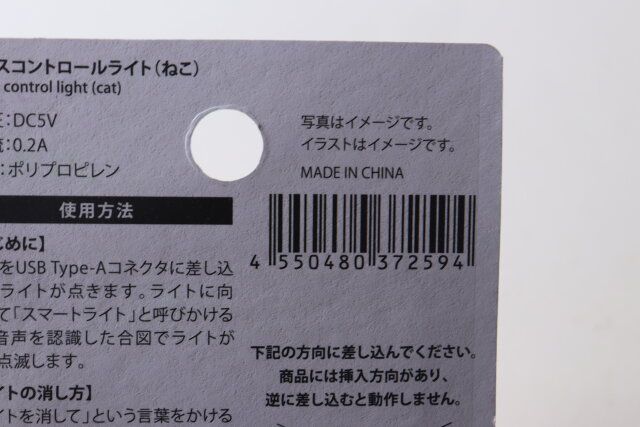 スコントロールライト（ねこ）
control light (cat)
：DC5V
：0.2A
：ポリプロピレン
写真はイメージです。
イラストはイメージです。
MADE IN CHINA
4 550480 372594
使用方法
じめに】
をUSB Type-Aコネクタに差し込
ライトが点きます。ライトに向
て「スマートライト」と呼びかける
音声を認識した合図でライトが
点滅します。
イトの消し方】
イトを消して」という言葉をかける
下記の方向に差し込んでください。
商品には挿入方向があり、
逆に差し込むと動作しません。